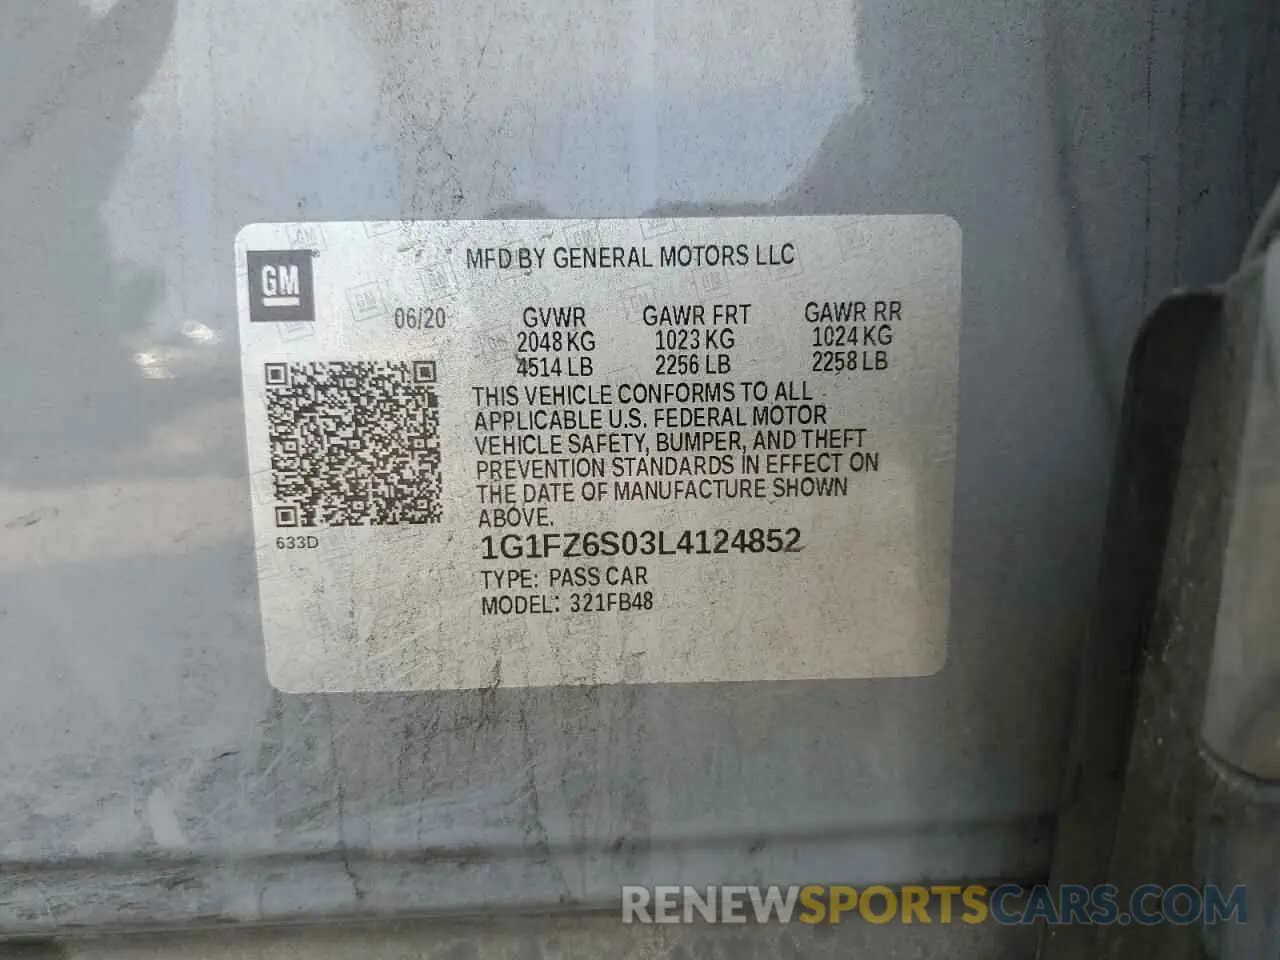 MFD BY GENERAL MOTORS LLC
GM
06/20
GVWR GAWR FRT GAWR RR
2048 KG 1023 KG 1024 KG
4514 LB 2256 LB 2258 LB
THIS VEHICLE CONFORMS TO ALL
APPLICABLE U.S. FEDERAL MOTOR
VEHICLE SAFETY, BUMPER, AND THEFT
PREVENTION STANDARDS IN EFFECT ON
THE DATE OF MANUFACTURE SHOWN
ABOVE.
633D
1G1FZ6S03L4124852
TYPE: PASS CAR
MODEL: 321FB48
RENEWSPORTSCARS.COM